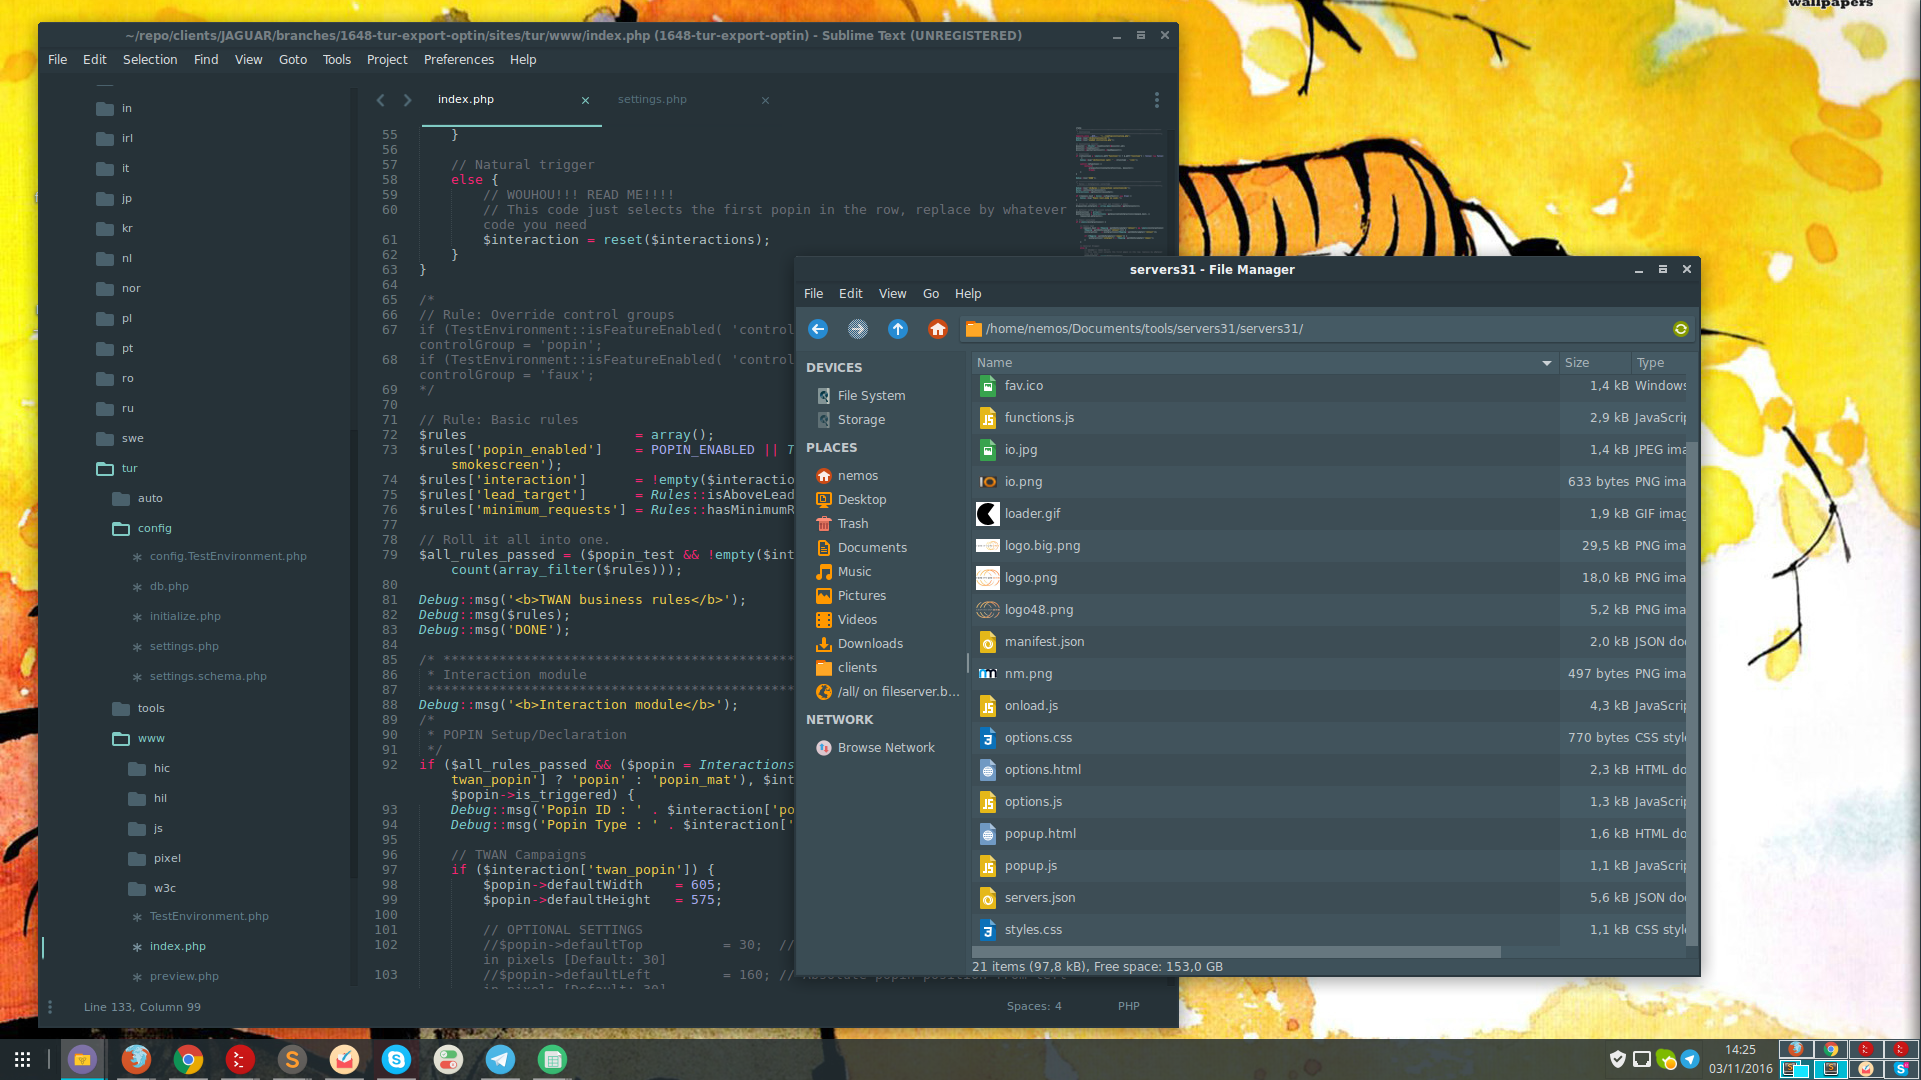 wallpapers
~/repo/clients/JAGUAR/branches/1648-tur-export-optin/sites/tur/www/index.php (1648-tur-export-optin) - Sublime Text (UNREGISTERED)
File Edit Selection Find View Goto Tools Project Preferences Help
in
irl
it
jp
kr
nl
nor
pl
pt
ro
ru
swe
tur
auto
config
config.TestEnvironment.php
db.php
initialize.php
settings.php
settings.schema.php
tools
www
hic
hil
js
pixel
w3c
TestEnvironment.php
index.php
preview.php
index.php settings.php
55 }
56
57 // Natural trigger
58 else {
59 // WOUHOU!!! READ ME!!!!
60 // This code just selects the first popin in the row, replace by whatever
code you need
61 $interaction = reset($interactions);
62 }
63 }
64
65 /*
66 // Rule: Override control groups
67 if (TestEnvironment::isFeatureEnabled( 'control
controlGroup = 'popin';
68 if (TestEnvironment::isFeatureEnabled( 'control
controlGroup = 'faux';
69 */
70
71 // Rule: Basic rules
72 $rules = array();
73 $rules['popin_enabled'] = POPIN_ENABLED || T
smokescreen');
74 $rules['interaction'] = !empty($interactio
75 $rules['lead_target'] = Rules::isAboveLead
76 $rules['minimum_requests'] = Rules::hasMinimumR
77
78 // Roll it all into one.
79 $all_rules_passed = ($popin_test && !empty($int
count(array_filter($rules)));
80
81 Debug::msg('<b>TWAN business rules</b>');
82 Debug::msg($rules);
83 Debug::msg('DONE');
84
85 /* ********************************************
86 * Interaction module
87 **********************************************
88 Debug::msg('<b>Interaction module</b>');
89 /*
90 * POPIN Setup/Declaration
91 */
92 if ($all_rules_passed && ($popin = Interactions
twan_popin'] ? 'popin' : 'popin_mat'), $int
$popin->is_triggered) {
93 Debug::msg('Popin ID : ' . $interaction['po
94 Debug::msg('Popin Type : ' . $interaction['
95
96 // TWAN Campaigns
97 if ($interaction['twan_popin']) {
98 $popin->defaultWidth = 605;
99 $popin->defaultHeight = 575;
100
101 // OPTIONAL SETTINGS
102 //$popin->defaultTop = 30; //
in pixels [Default: 30]
103 //$popin->defaultLeft = 160; // Absolute popin position from left
in pixels [Default: 30]
Line 133, Column 99 Spaces: 4 PHP
servers31 - File Manager
File Edit View Go Help
/home/nemos/Documents/tools/servers31/servers31/
DEVICES
File System
Storage
PLACES
nemos
Desktop
Trash
Documents
Music
Pictures
Videos
Downloads
clients
/all/ on fileserver.b...
NETWORK
Browse Network
Name Size Type
fav.ico 1,4 kB Windows
functions.js 2,9 kB JavaScrip
io.jpg 1,4 kB JPEG ima
io.png 633 bytes PNG ima
loader.gif 1,9 kB GIF imag
logo.big.png 29,5 kB PNG ima
logo.png 18,0 kB PNG ima
logo48.png 5,2 kB PNG ima
manifest.json 2,0 kB JSON doc
nm.png 497 bytes PNG ima
onload.js 4,3 kB JavaScrip
options.css 770 bytes CSS style
options.html 2,3 kB HTML do
options.js 1,3 kB JavaScrip
popup.html 1,6 kB HTML do
popup.js 1,1 kB JavaScrip
servers.json 5,6 kB JSON doc
styles.css 1,1 kB CSS style
21 items (97,8 kB), Free space: 153,0 GB
14:25
03/11/2016